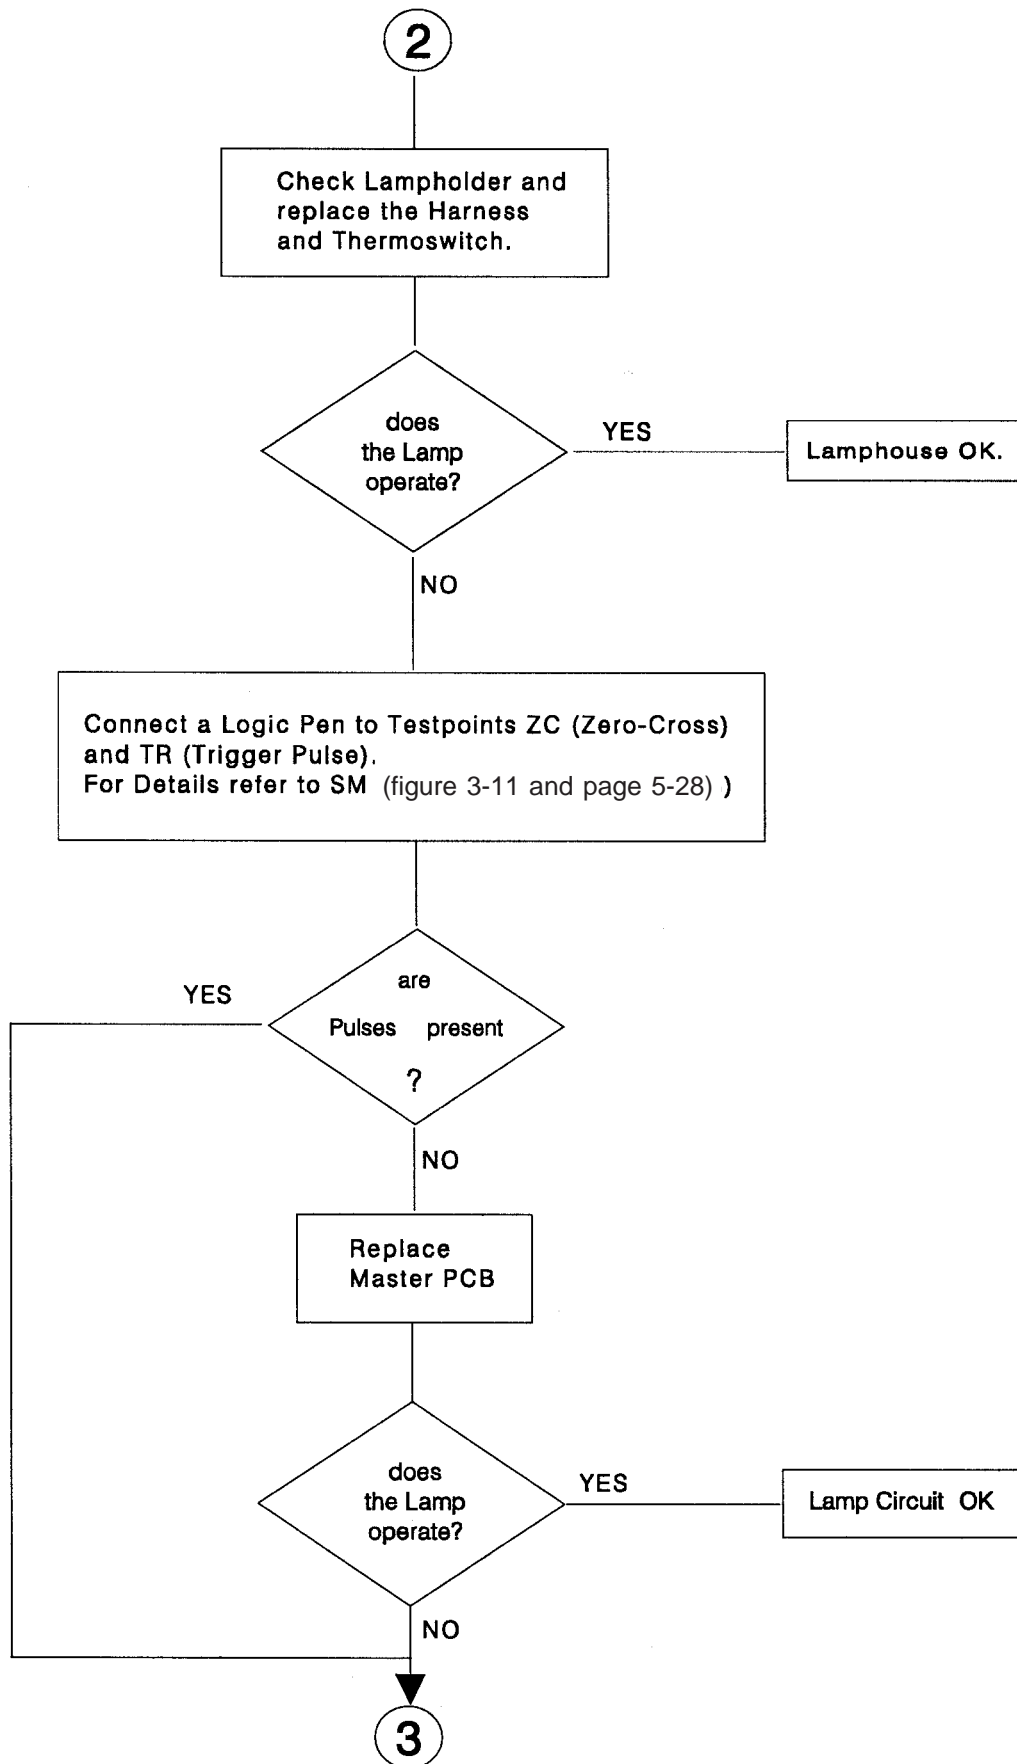 2
Check Lampholder and
replace the Harness
and Thermoswitch.
does
the Lamp
operate?
YES
Lamphouse OK.
NO
Connect a Logic Pen to Testpoints ZC (Zero-Cross)
and TR (Trigger Pulse).
For Details refer to SM (figure 3-11 and page 5-28) )
are
Pulses present
?
YES
NO
Replace
Master PCB
does
the Lamp
operate?
YES
Lamp Circuit OK
NO
3